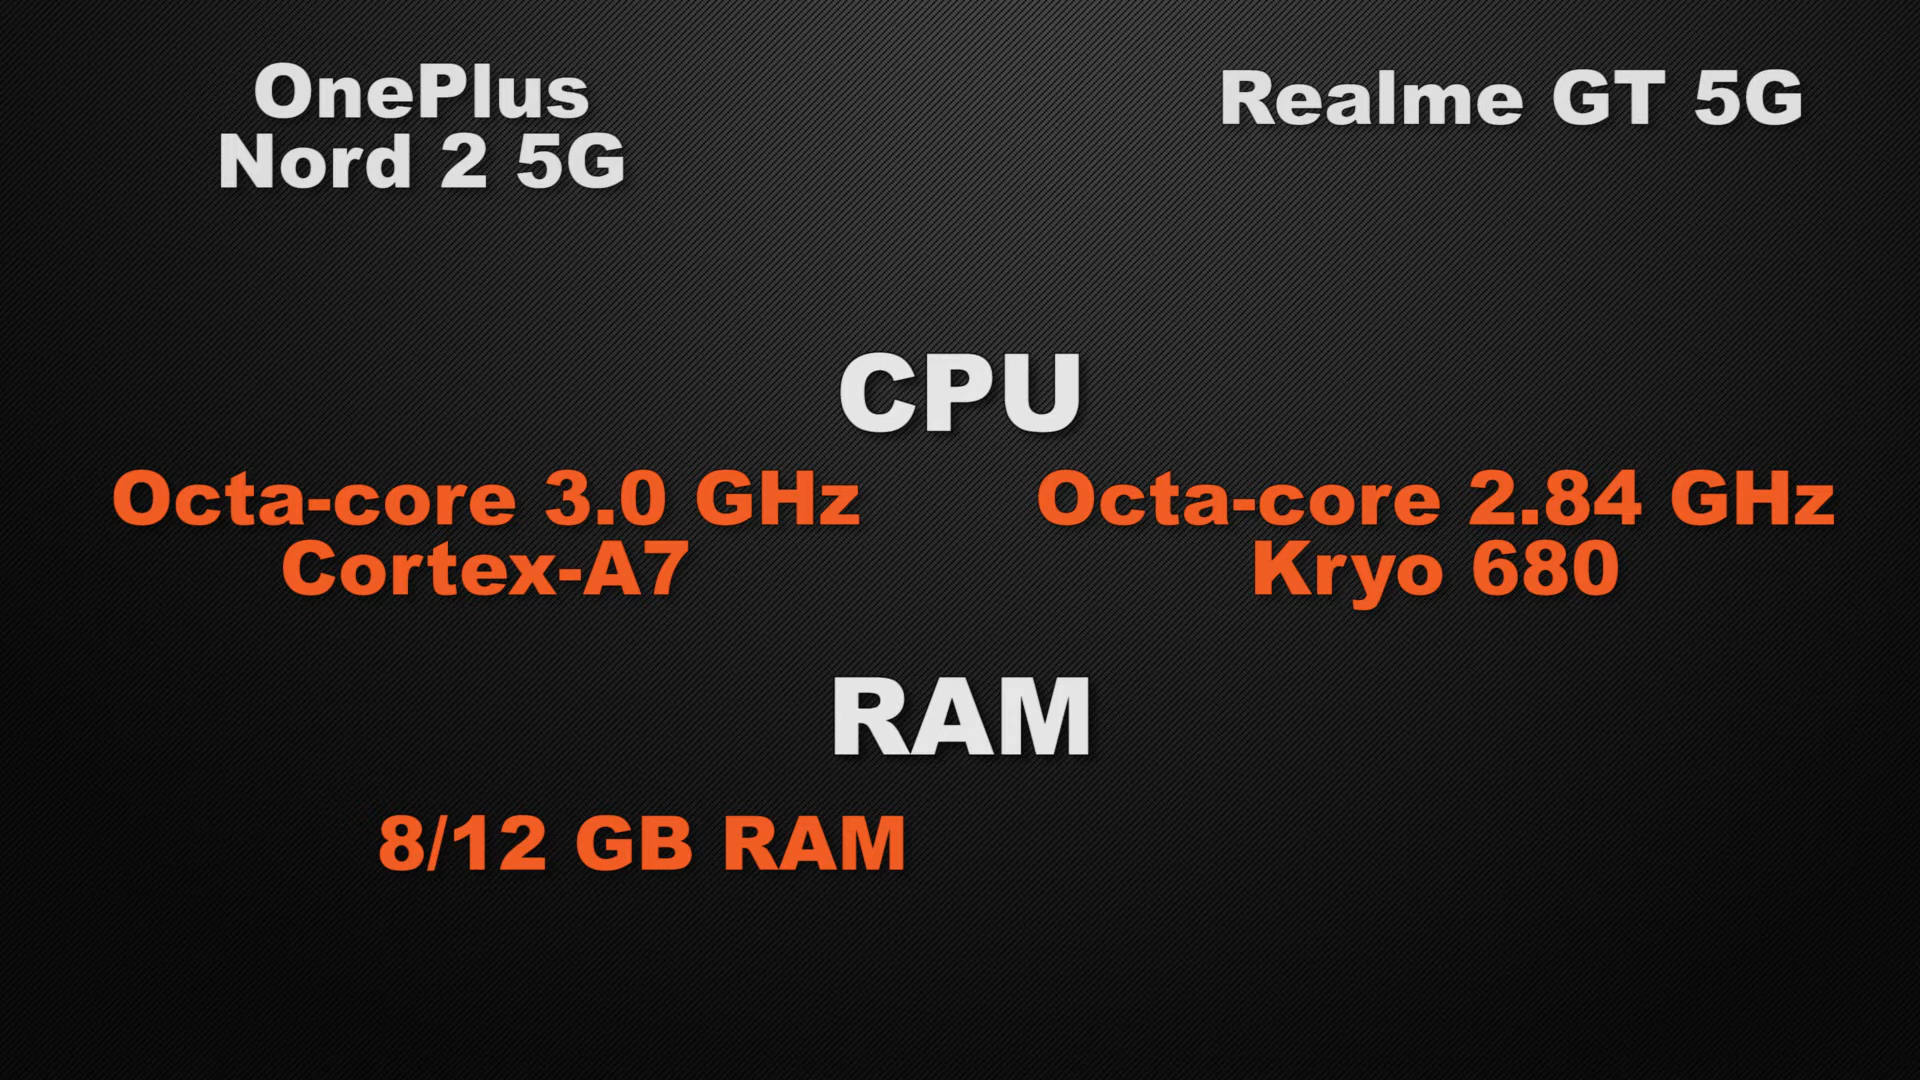 OnePlus
Nord 2 5G
Realme GT 5G
CPU
Octa-core 3.0 GHz
Cortex-A7
Octa-core 2.84 GHz
Kryo 680
RAM
8/12 GB RAM